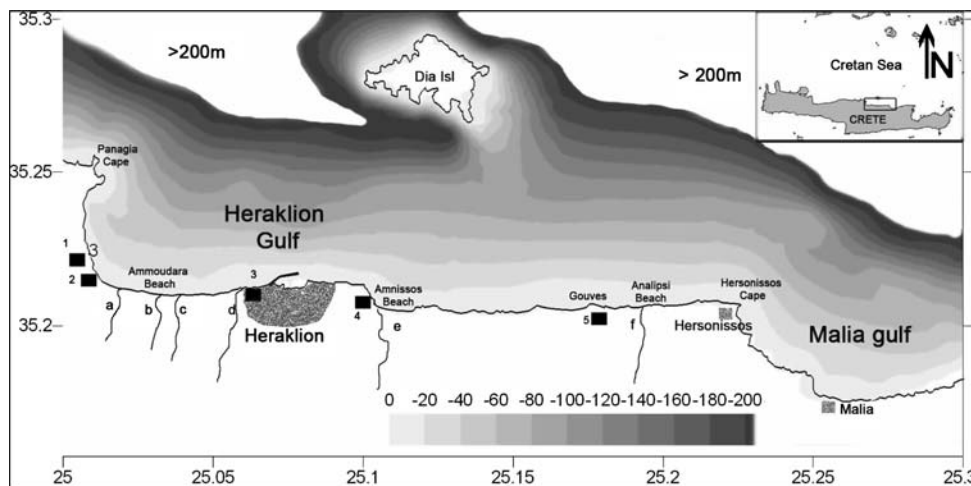 35.3
>200m
Dia Isl
> 200m
Cretan Sea
N
CRETE
35.25
Panagia
Cape
Heraklion
Gulf
1
3
2
Ammoudara
Beach
3
Amnissos
Beach
Gouves
Analipsi
Beach
Hersonissos
Cape
a
b
c
d
4
e
5
f
35.2
Heraklion
Hersonissos
Malia gulf
0 -20 -40 -60 -80 -100-120-140-160-180-200
Malia
25 25.05 25.1 25.15 25.2 25.25 25.3